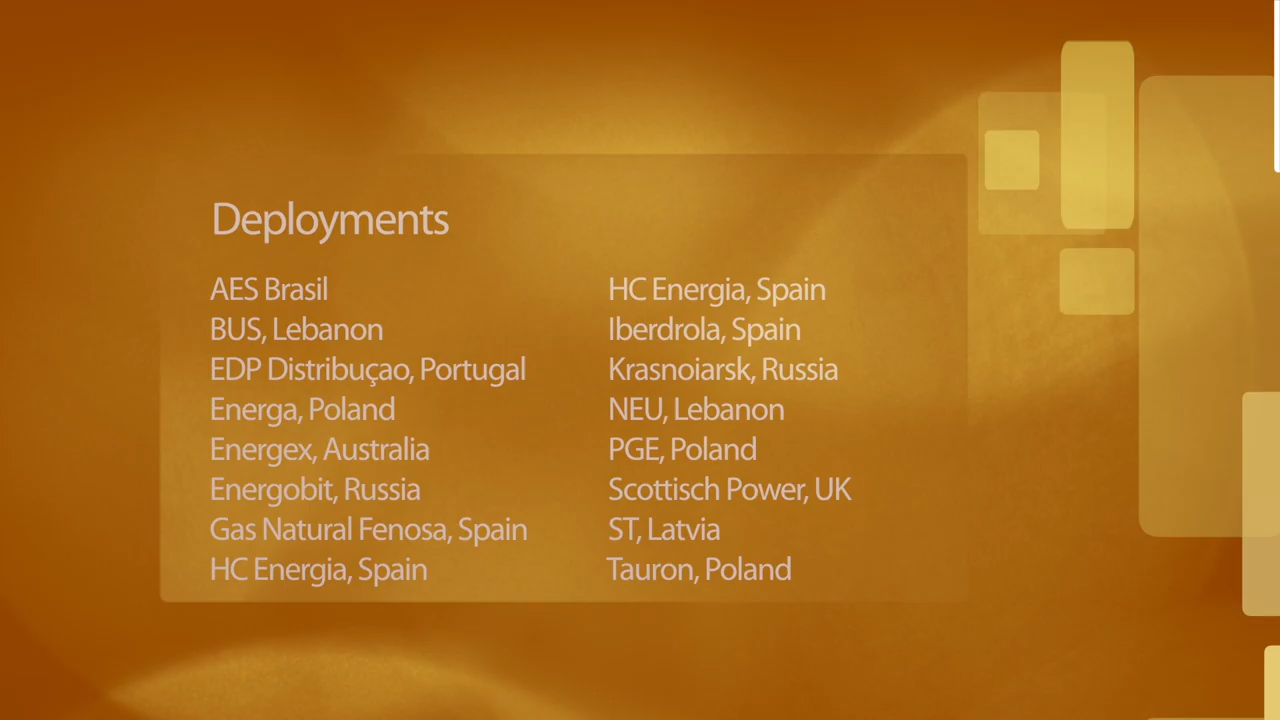 Deployments
AES Brasil
BUS, Lebanon
EDP Distribuçao, Portugal
Energa, Poland
Energex, Australia
Energobit, Russia
Gas Natural Fenosa, Spain
HC Energia, Spain
HC Energia, Spain
Iberdrola, Spain
Krasnoiarsk, Russia
NEU, Lebanon
PGE, Poland
Scottisch Power, UK
ST, Latvia
Tauron, Poland